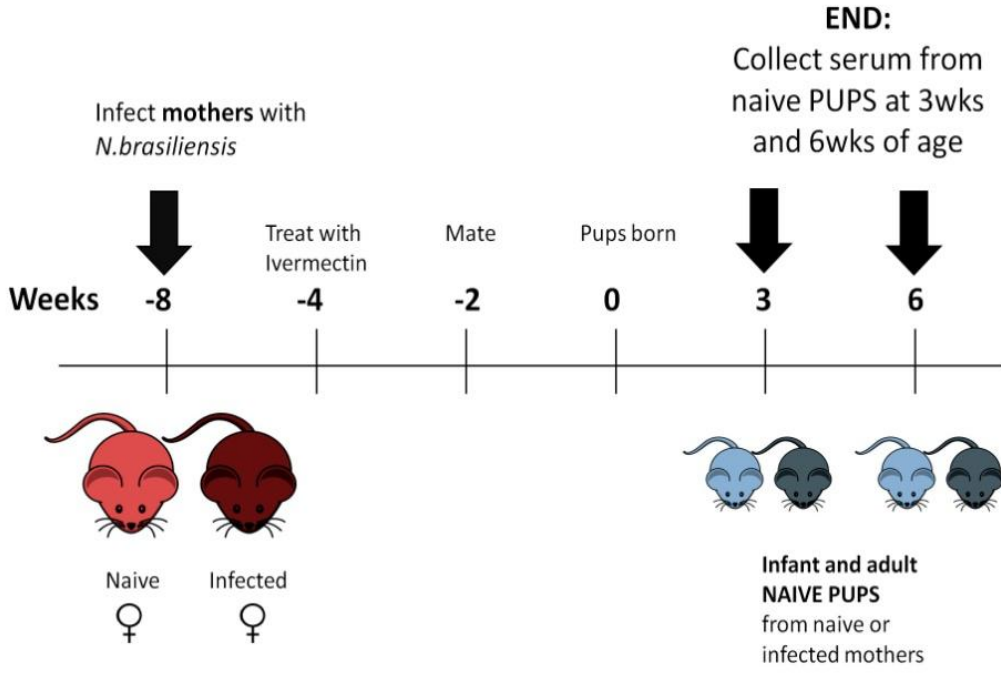 END:
Collect serum from
naive PUPS at 3wks
and 6wks of age
Infect mothers with
N.brasiliensis
Treat with
Ivermectin
Mate
Pups born
Weeks -8 -4 -2 0 3 6
Naive Infected
♀ ♀
Infant and adult
NAIVE PUPS
from naive or
infected mothers